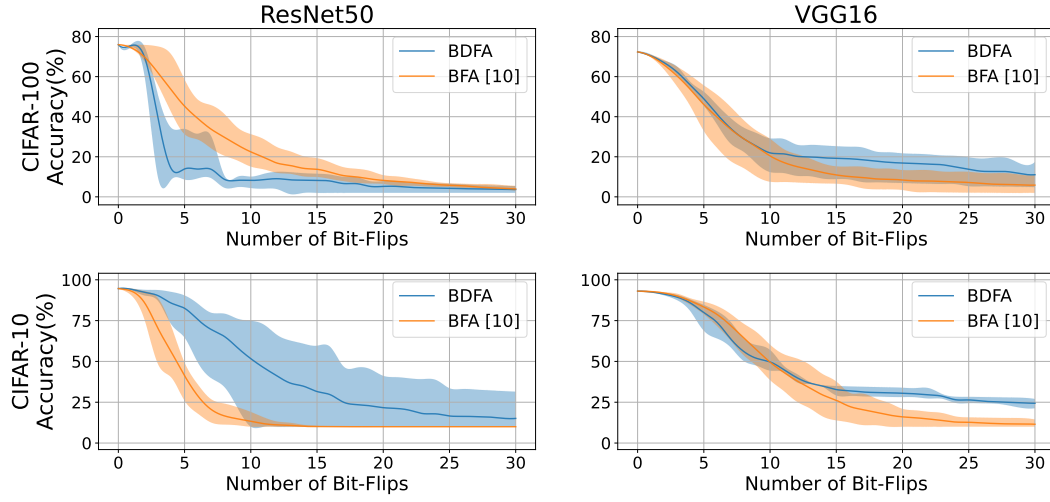 ResNet50
VGG16
CIFAR-100
Accuracy(%)
80
60
40
20
0
BDFA
BFA [10]
0 5 10 15 20 25 30
Number of Bit-Flips
80
60
40
20
0
BDFA
BFA [10]
0 5 10 15 20 25 30
Number of Bit-Flips
CIFAR-10
Accuracy(%)
100
75
50
25
0
BDFA
BFA [10]
0 5 10 15 20 25 30
Number of Bit-Flips
100
75
50
25
0
BDFA
BFA [10]
0 5 10 15 20 25 30
Number of Bit-Flips